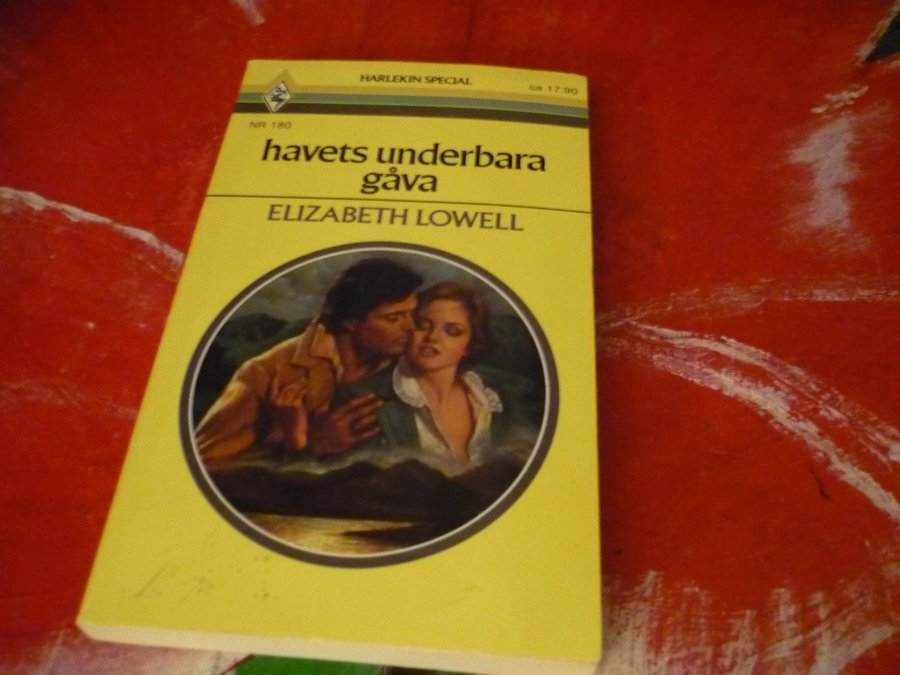 HARLEKIN SPECIAL
ca 17:90
NR 180
havets underbara
gåva
ELIZABETH LOWELL